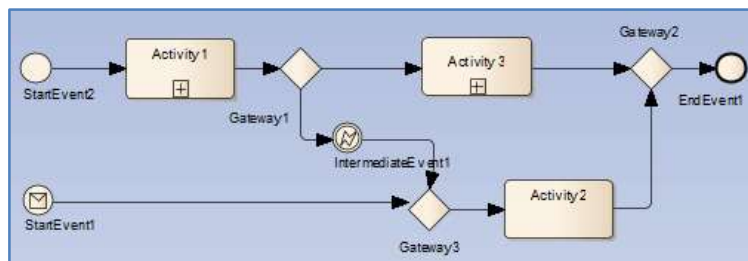 Gateway2
Activity1
Activity 3
StartEvent2
EndEvent1
Gateway1
IntermediateEvent1
Activity2
StartEvent1
Gateway3